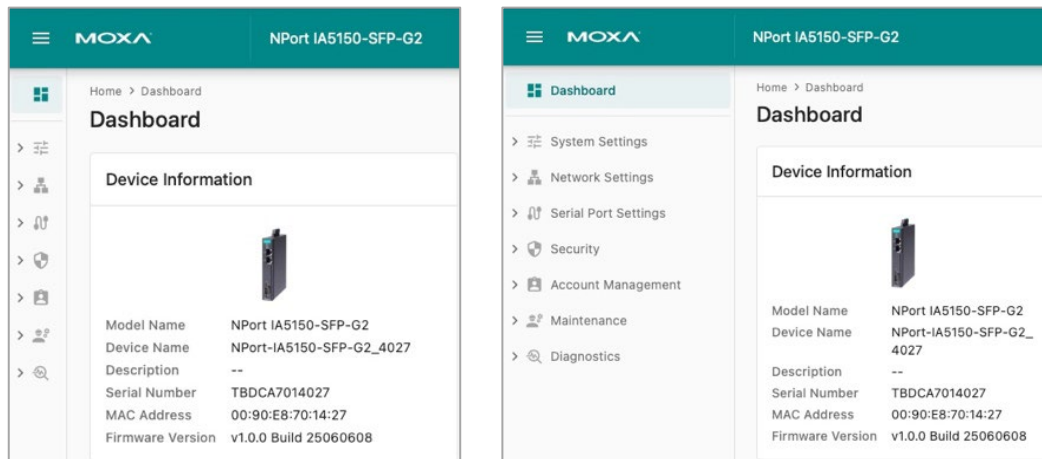 MOXA
NPort IA5150-SFP-G2
Home > Dashboard
Dashboard
Device Information
Model Name NPort IA5150-SFP-G2
Device Name NPort-IA5150-SFP-G2_4027
Description --
Serial Number TBDCA7014027
MAC Address 00:90:E8:70:14:27
Firmware Version v1.0.0 Build 25060608
MOXA
NPort IA5150-SFP-G2
Dashboard
System Settings
Network Settings
Serial Port Settings
Security
Account Management
Maintenance
Diagnostics
Home > Dashboard
Dashboard
Device Information
Model Name NPort IA5150-SFP-G2
Device Name NPort-IA5150-SFP-G2_
4027
Description --
Serial Number TBDCA7014027
MAC Address 00:90:E8:70:14:27
Firmware Version v1.0.0 Build 25060608